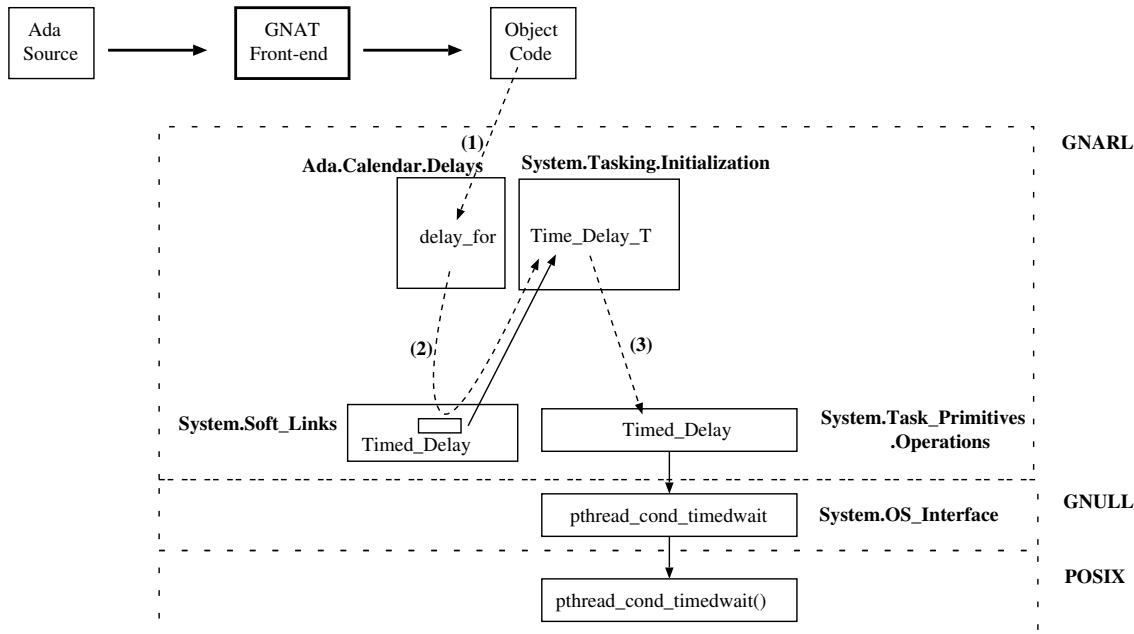 Ada
Source
GNAT
Front-end
Object
Code
(1)
GNARL
Ada.Calendar.Delays
System.Tasking.Initialization
delay_for
Time_Delay_T
(2)
(3)
System.Soft_Links
Timed_Delay
Timed_Delay
System.Task_Primitives
.Operations
pthread_cond_timedwait
System.OS_Interface
GNULL
POSIX
pthread_cond_timedwait()